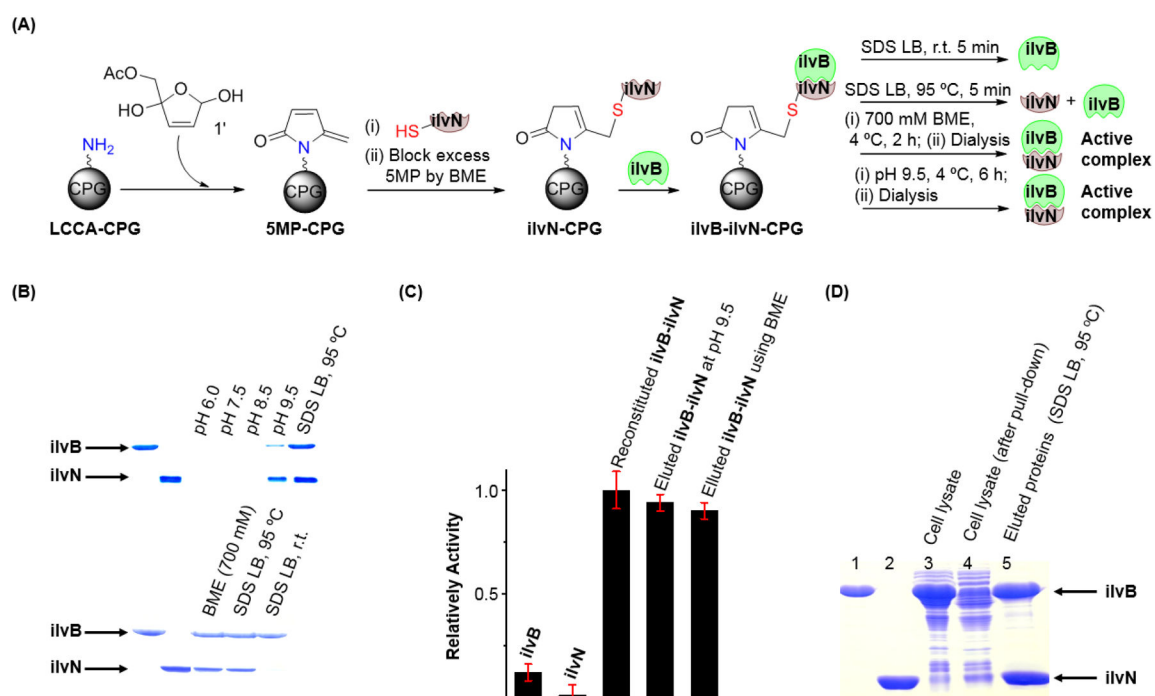 (A)
AcO
HO
O
OH
1'
NH₂
CPG
LCCA-CPG
O
N
CPG
5MP-CPG
(i)
HS
ilvN
(ii) Block excess
5MP by BME
ilvN
S
O
N
CPG
ilvN-CPG
ilvB
ilvB
ilvN
S
O
N
CPG
ilvB-ilvN-CPG
SDS LB, r.t. 5 min
ilvB
SDS LB, 95 ºC, 5 min
ilvN + ilvB
(i) 700 mM BME,
4 ºC, 2 h; (ii) Dialysis
ilvB
ilvN
Active
complex
(i) pH 9.5, 4 ºC, 6 h;
(ii) Dialysis
ilvB
ilvN
Active
complex
(B)
pH 6.0
pH 7.5
pH 8.5
pH 9.5
SDS LB, 95 ºC
ilvB
ilvN
BME (700 mM)
SDS LB, 95 ºC
SDS LB, r.t.
ilvB
ilvN
(C)
Relatively Activity
1.0
0.5
ilvB
ilvN
Reconstituted ilvB-ilvN
Eluted ilvB-ilvN at pH 9.5
Elluted ilvB-ilvN using BME
(D)
Cell lysate
Cell lysate (after pull-down)
Eluted proteins (SDS LB, 95 ºC)
1 2 3 4 5
ilvB
ilvN